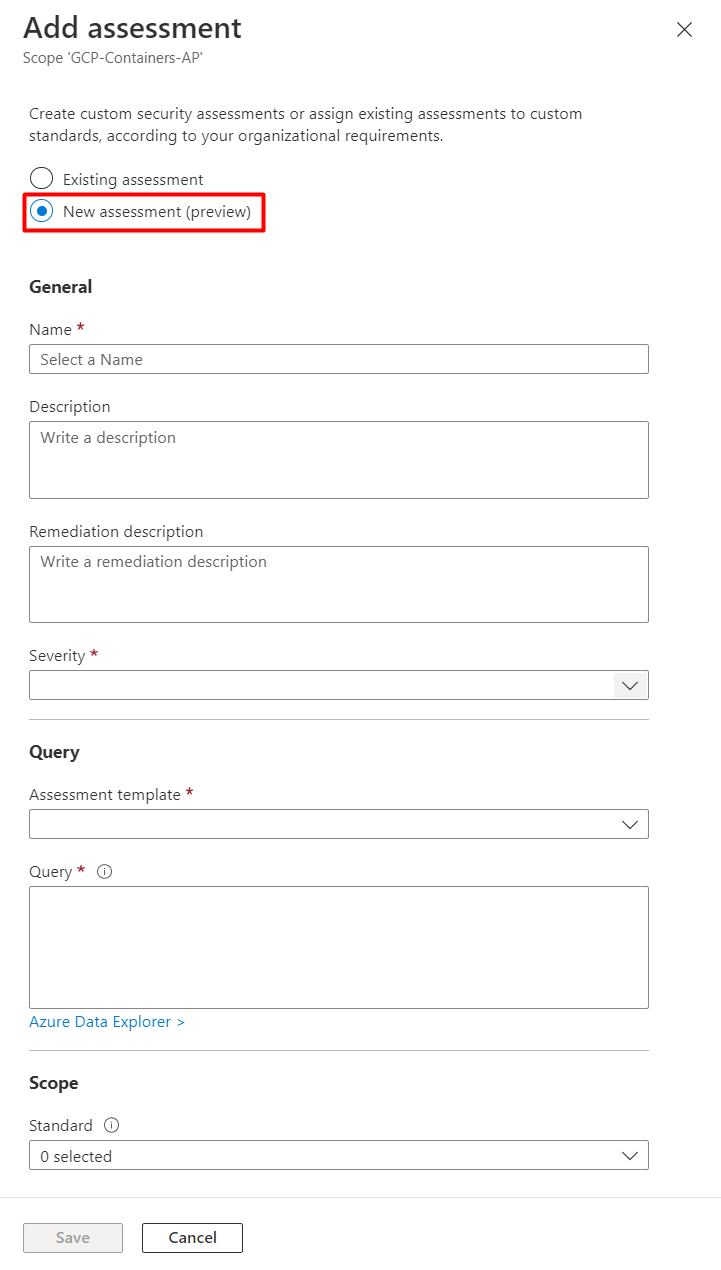 Add assessment
Scope 'GCP-Containers-AP'
Create custom security assessments or assign existing assessments to custom
standards, according to your organizational requirements.
Existing assessment
New assessment (preview)
General
Name *
Select a Name
Description
Write a description
Remediation description
Write a remediation description
Severity *
Query
Assessment template *
Query *
Azure Data Explorer >
Scope
Standard
0 selected
Save
Cancel